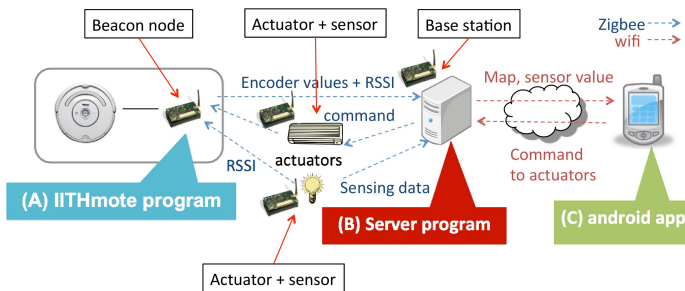 Beacon node
Actuator + sensor
Base station
Zigbee
wifi
Encoder values + RSSI
Map, sensor value
command
actuators
RSSI
Sensing data
Command
to actuators
(A) IITHmote program
(B) Server program
(C) android app
Actuator + sensor